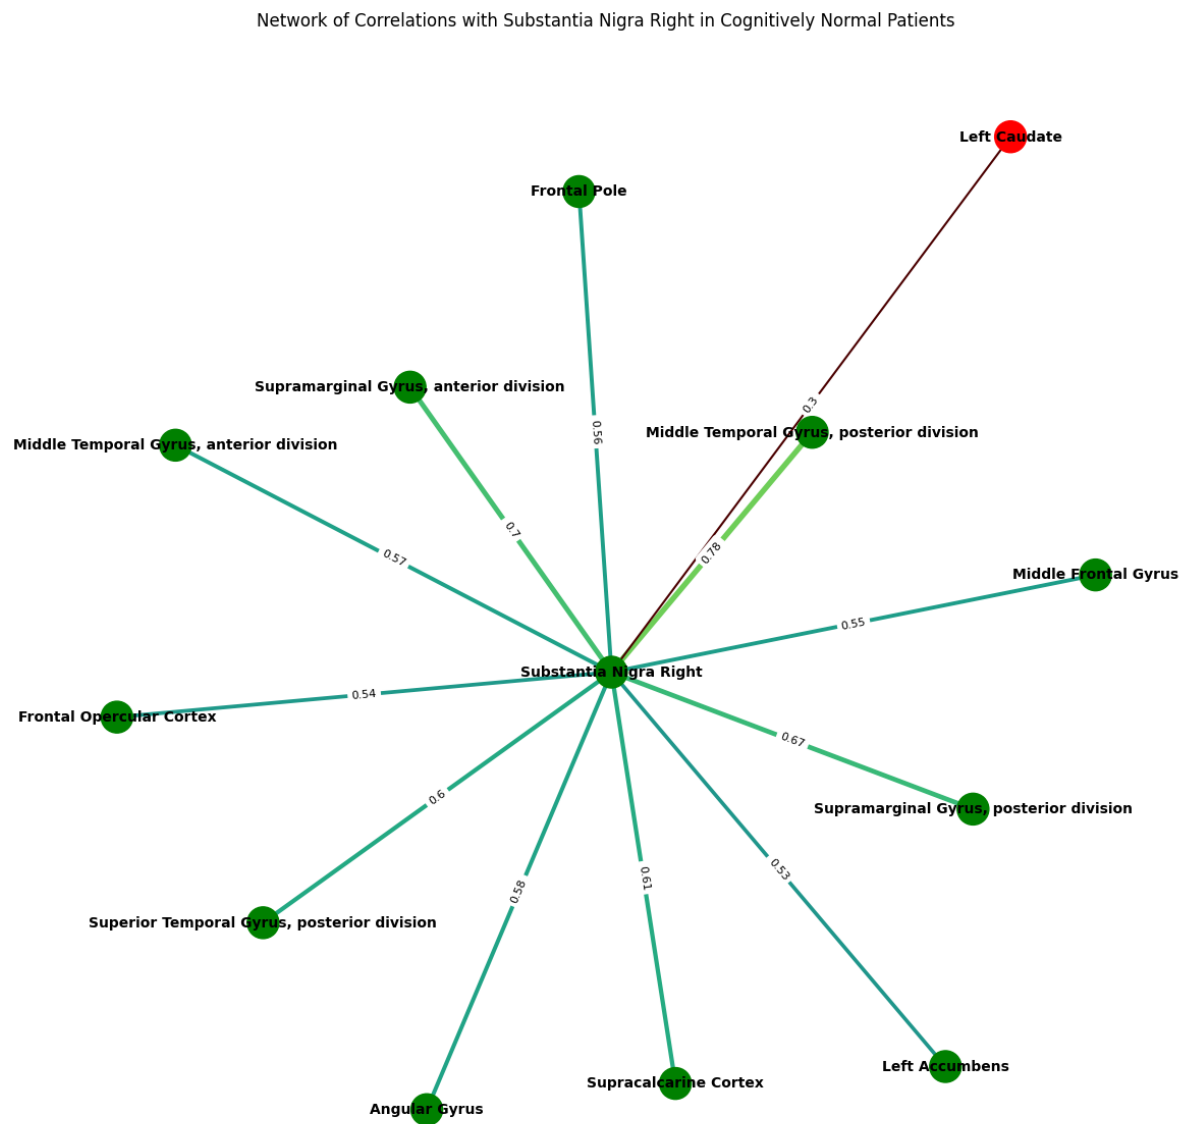 Network of Correlations with Substantia Nigra Right in Cognitively Normal Patients
Left Caudate
Frontal Pole
Supramarginal Gyrus, anterior division
0.3
Middle Temporal Gyrus, posterior division
0.56
Middle Temporal Gyrus, anterior division
0.7
0.78
0.57
Middle Frontal Gyrus
0.55
Substantia Nigra Right
0.54
Frontal Opercular Cortex
0.67
0.6
Supramarginal Gyrus, posterior division
0.53
0.61
0.58
Superior Temporal Gyrus, posterior division
Left Accumbens
Supracalcarine Cortex
Angular Gyrus